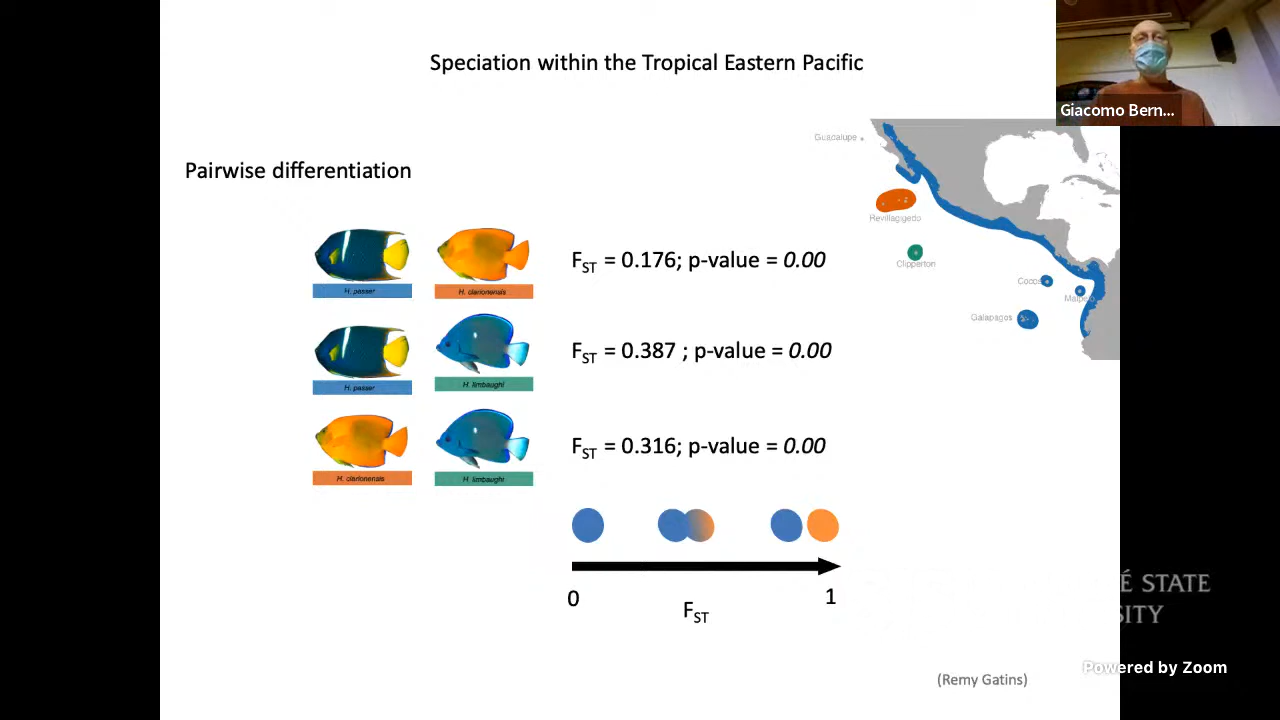 Speciation within the Tropical Eastern Pacific
Giacomo Bern...
Pairwise differentiation
Guadalupe
Revillagigedo
Clipperton
Cocos
Malpelo
Galapagos
H. passer
H. clarionensis
FST = 0.176; p-value = 0.00
H. passer
H. limbaughi
FST = 0.387 ; p-value = 0.00
H. clarionensis
H. limbaughi
FST = 0.316; p-value = 0.00
0
FST
1
É STATE
SITY
Powered by Zoom
(Remy Gatins)